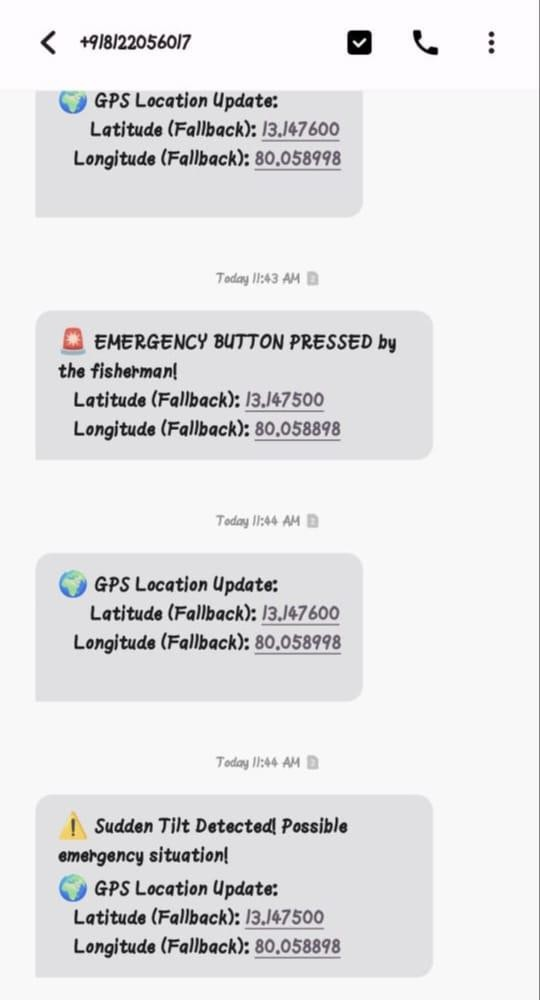 +918122056017
🌍 GPS Location Update:
Latitude (Fallback): 13.147600
Longitude (Fallback): 80.058998
Today 11:43 AM
🚨 EMERGENCY BUTTON PRESSED by
the fisherman!
Latitude (Fallback): 13.147500
Longitude (Fallback): 80.058898
Today 11:44 AM
🌍 GPS Location Update:
Latitude (Fallback): 13.147600
Longitude (Fallback): 80.058998
Today 11:44 AM
⚠️ Sudden Tilt Detected! Possible
emergency situation!
🌍 GPS Location Update:
Latitude (Fallback): 13.147500
Longitude (Fallback): 80.058898